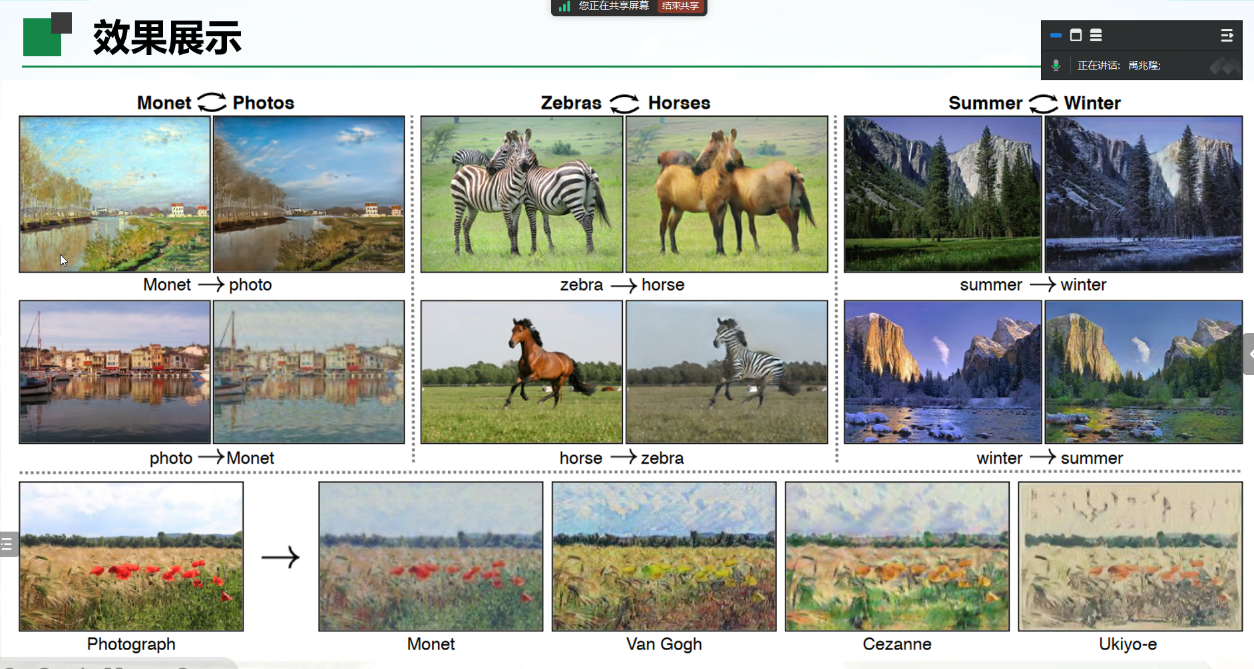 您正在共享屏幕 结束共享
效果展示
正在讲话: 禹兆隆;
Monet Photos
Zebras Horses
Summer Winter
Monet → photo
zebra → horse
summer → winter
photo → Monet
horse → zebra
winter → summer
Photograph
Monet
Van Gogh
Cezanne
Ukiyo-e